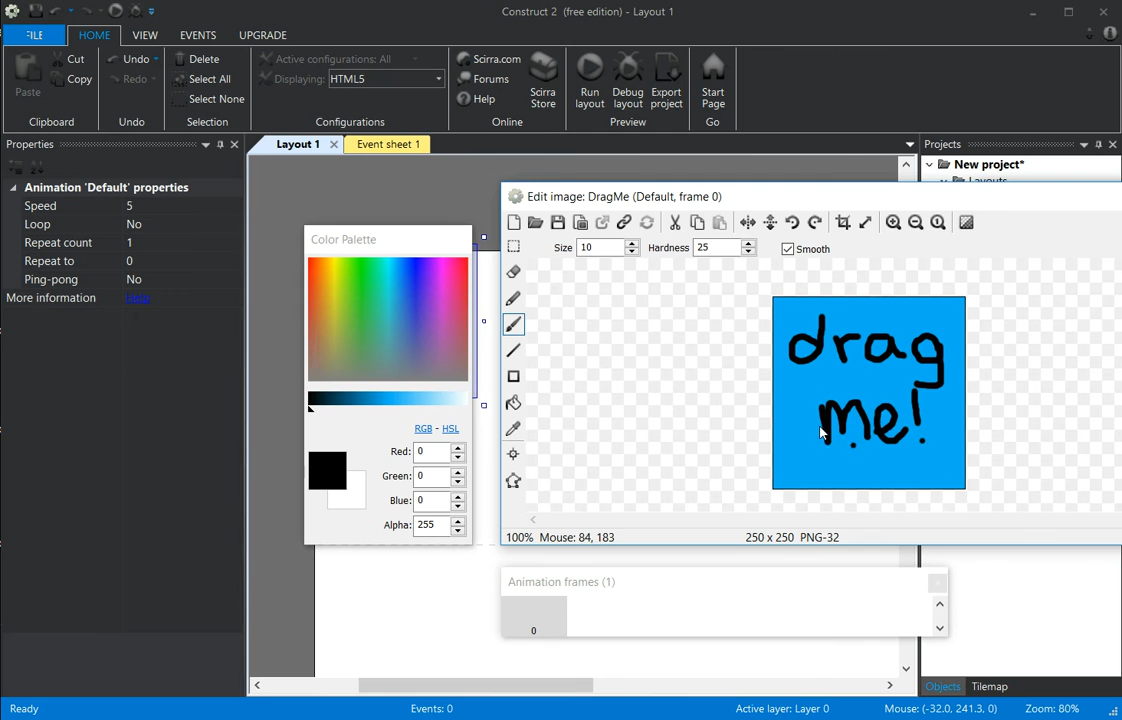 Construct 2 (free edition) - Layout 1
HOME VIEW EVENTS UPGRADE
Paste
Cut
Copy
Clipboard
Undo
Redo
Undo
Delete
Select All
Select None
Selection
Active configurations: All
Displaying: HTML5
Configurations
Scirra.com
Forums
Help
Scirra Store
Online
Run layout
Debug layout
Export project
Preview
Start Page
Go
Properties
Animation 'Default' properties
Speed 5
Loop No
Repeat count 1
Repeat to 0
Ping-pong No
More information help
Layout 1
Event sheet 1
Projects
New project*
Layouts
Color Palette
RGB - HSL
Red: 0
Green: 0
Blue: 0
Alpha: 255
Edit image: DragMe (Default, frame 0)
Size 10 Hardness 25 Smooth
drag
me!
100% Mouse: 84, 183 250 x 250 PNG-32
Animation frames (1)
0
Objects Tilemap
Ready Events: 0 Active layer: Layer 0 Mouse: (-32.0, 241.3, 0) Zoom: 80%